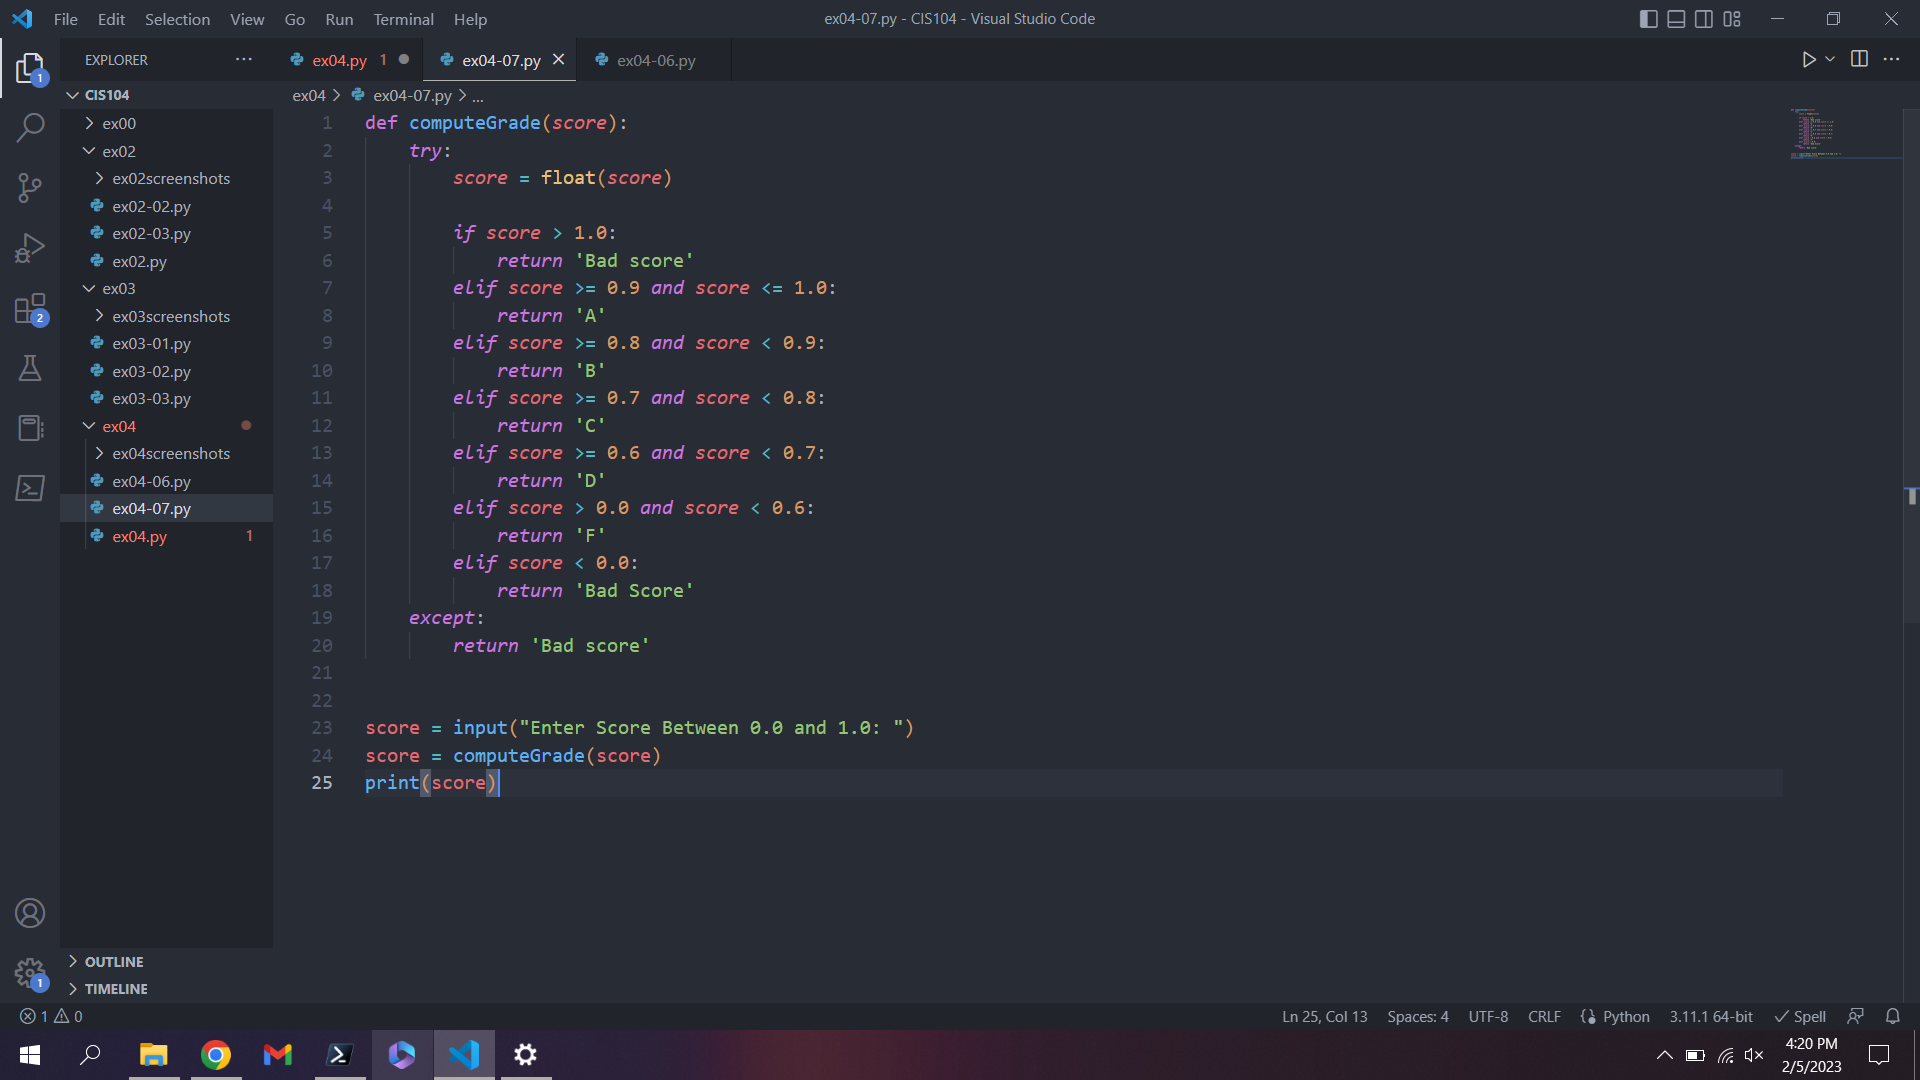 File Edit Selection View Go Run Terminal Help
ex04-07.py - CIS104 - Visual Studio Code
EXPLORER
ex04.py 1
ex04-07.py
ex04-06.py
CIS104
ex00
ex02
ex02screenshots
ex02-02.py
ex02-03.py
ex02.py
ex03
ex03screenshots
ex03-01.py
ex03-02.py
ex03-03.py
ex04
ex04screenshots
ex04-06.py
ex04-07.py
ex04.py 1
OUTLINE
TIMELINE
1
2
1
ex04 > ex04-07.py > ...
1 def computeGrade(score):
2     try:
3         score = float(score)
4
5         if score > 1.0:
6             return 'Bad score'
7         elif score >= 0.9 and score <= 1.0:
8             return 'A'
9         elif score >= 0.8 and score < 0.9:
10             return 'B'
11         elif score >= 0.7 and score < 0.8:
12             return 'C'
13         elif score >= 0.6 and score < 0.7:
14             return 'D'
15         elif score > 0.0 and score < 0.6:
16             return 'F'
17         elif score < 0.0:
18             return 'Bad Score'
19     except:
20         return 'Bad score'
21
22
23 score = input("Enter Score Between 0.0 and 1.0: ")
24 score = computeGrade(score)
25 print(score)
1 0
Ln 25, Col 13 Spaces: 4 UTF-8 CRLF Python 3.11.1 64-bit Spell
4:20 PM
2/5/2023